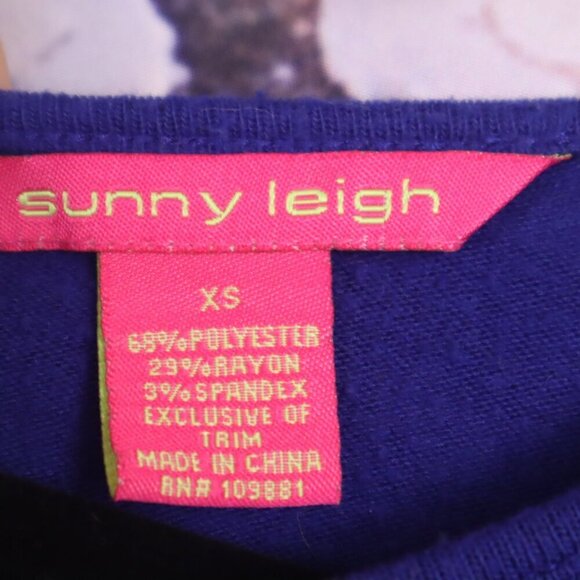 sunny leigh
XS
68%POLYESTER
29%RAYON
3%SPANDEX
EXCLUSIVE OF
TRIM
MADE IN CHINA
RN# 109881